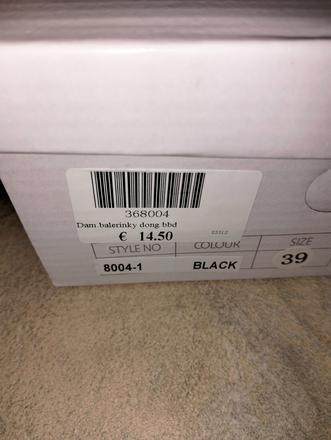 368004
Dam.balerinky dong bbd
€ 14.50
STYLE NO COLOUR SIZE
8004-1 BLACK 39